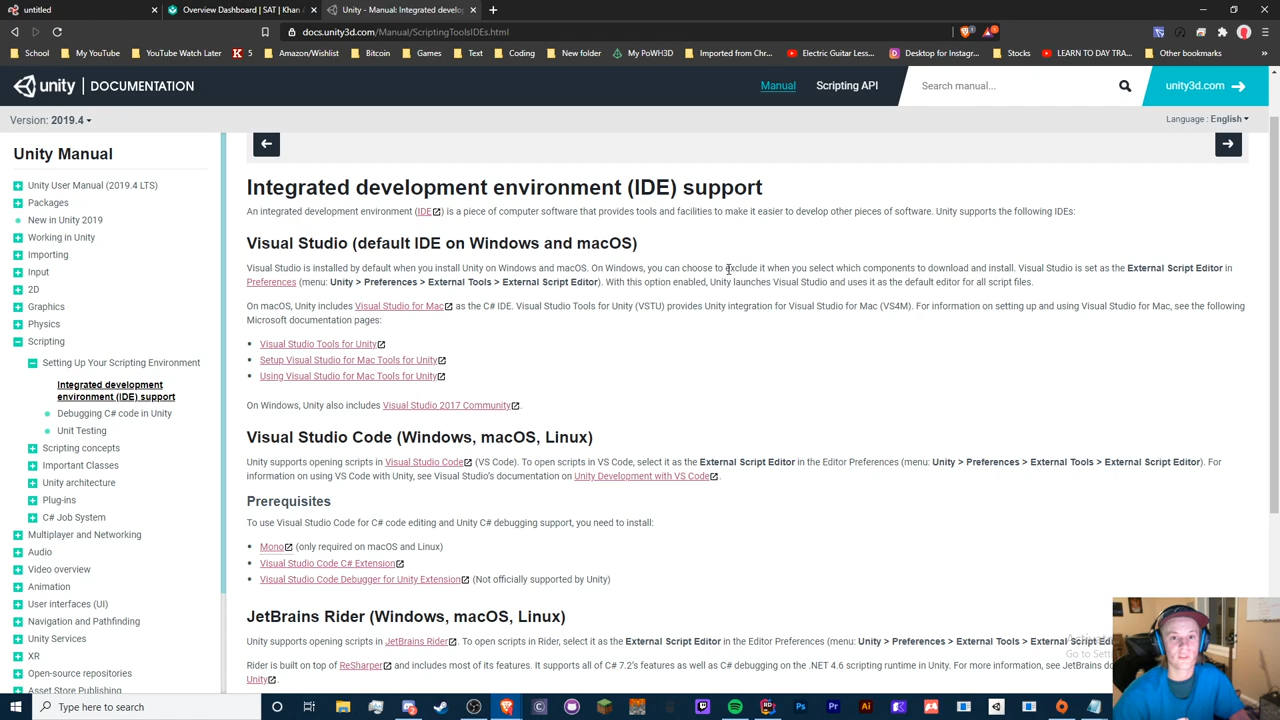 untitled
Overview Dashboard | SAT | Khan
Unity - Manual: Integrated develo
docs.unity3d.com/Manual/ScriptingToolsIDEs.html
School My YouTube YouTube Watch Later K 5 Amazon/Wishlist Bitcoin Electronics Games Text Coding New folder My PoWH3D Imported from Chr... Electric Guitar Less... Desktop for Instagr... Stocks LEARN TO DAY TRA... Other bookmarks
unity DOCUMENTATION
Manual Scripting API
Search manual...
unity3d.com
Version: 2019.4
Language : English
Unity Manual
Unity User Manual (2019.4 LTS)
Packages
New in Unity 2019
Working in Unity
Importing
Input
2D
Graphics
Physics
Scripting
Setting Up Your Scripting Environment
Integrated development
environment (IDE) support
Debugging C# code in Unity
Unit Testing
Scripting concepts
Important Classes
Unity architecture
Plug-ins
C# Job System
Multiplayer and Networking
Audio
Video overview
Animation
User interfaces (UI)
Navigation and Pathfinding
Unity Services
XR
Open-source repositories
Asset Store Publishing
Integrated development environment (IDE) support
An integrated development environment (IDE) is a piece of computer software that provides tools and facilities to make it easier to develop other pieces of software. Unity supports the following IDEs:
Visual Studio (default IDE on Windows and macOS)
Visual Studio is installed by default when you install Unity on Windows and macOS. On Windows, you can choose to exclude it when you select which components to download and install. Visual Studio is set as the External Script Editor in
Preferences (menu: Unity > Preferences > External Tools > External Script Editor). With this option enabled, Unity launches Visual Studio and uses it as the default editor for all script files.
On macOS, Unity includes Visual Studio for Mac as the C# IDE. Visual Studio Tools for Unity (VSTU) provides Unity integration for Visual Studio for Mac (VS4M). For information on setting up and using Visual Studio for Mac, see the following
Microsoft documentation pages:
Visual Studio Tools for Unity
Setup Visual Studio for Mac Tools for Unity
Using Visual Studio for Mac Tools for Unity
On Windows, Unity also includes Visual Studio 2017 Community.
Visual Studio Code (Windows, macOS, Linux)
Unity supports opening scripts in Visual Studio Code (VS Code). To open scripts in VS Code, select it as the External Script Editor in the Editor Preferences (menu: Unity > Preferences > External Tools > External Script Editor). For
information on using VS Code with Unity, see Visual Studio's documentation on Unity Development with VS Code.
Prerequisites
To use Visual Studio Code for C# code editing and Unity C# debugging support, you need to install:
Mono (only required on macOS and Linux)
Visual Studio Code C# Extension
Visual Studio Code Debugger for Unity Extension (Not officially supported by Unity)
JetBrains Rider (Windows, macOS, Linux)
Unity supports opening scripts in JetBrains Rider. To open scripts in Rider, select it as the External Script Editor in the Editor Preferences (menu: Unity > Preferences > External Tools > External
Rider is built on top of ReSharper and includes most of its features. It supports all of C# 7.2's features as well as C# debugging on the .NET 4.6 scripting runtime in Unity. For more information, see JetBrains
Unity.
Type here to search